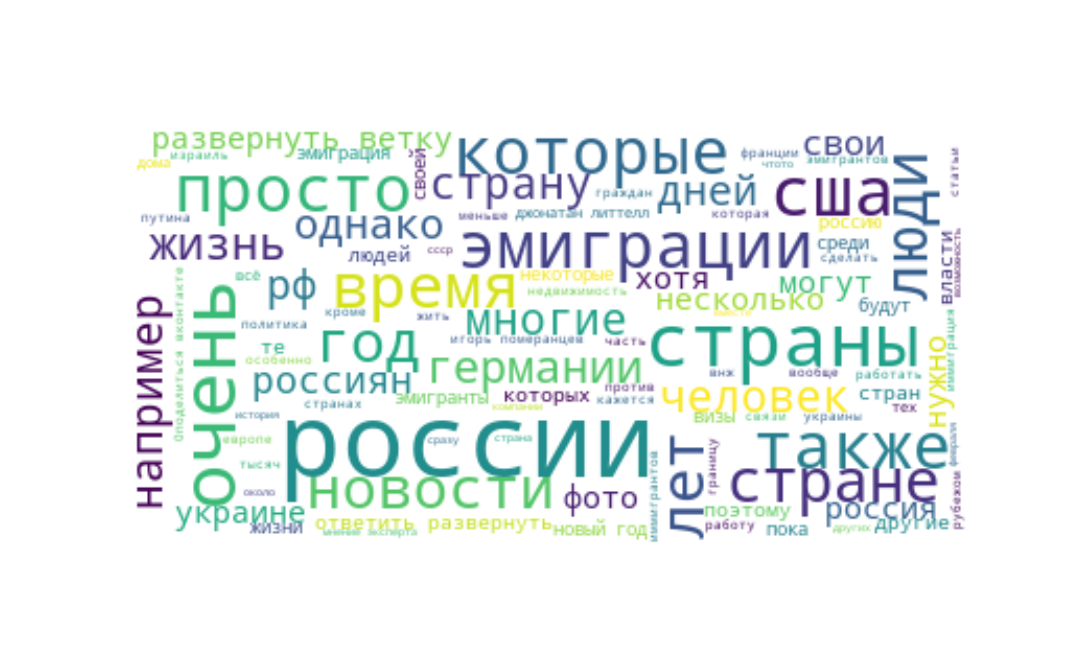 развернуть ветку
которые
свои
дома
израиль
эмиграция
своей
франции
чтото
эмигрантов
статьи
просто
страну
граждан
дней
сша
люди
путина
однако
меньше
джонатан литтелл
которая
россию
жизнь
людей
ссср
эмиграции
среди
сделать
власти
возможность
всё
рф
время
некоторые
хотя
могут
недвижимость
несколько
будут
0поделиться вконтакте
очень
например
кроме
жить
многие
вместе
политика
те
год
игорь померанцев
часть
страны
иммиграция
нужно
особенно
россиян
германии
внж
вообще
работать
эмигранты
которых
против
кажется
человек
стран
странах
компании
тех
история
визы
связи
украины
европе
россии
сразу
страна
лет
также
февраля
тысяч
границу
стране
около
новости
фото
иммигрантов
рубежом
украине
поэтому
россия
жизни
ответить развернуть
новый год
работу
пока
других
другие
мнение эксперта